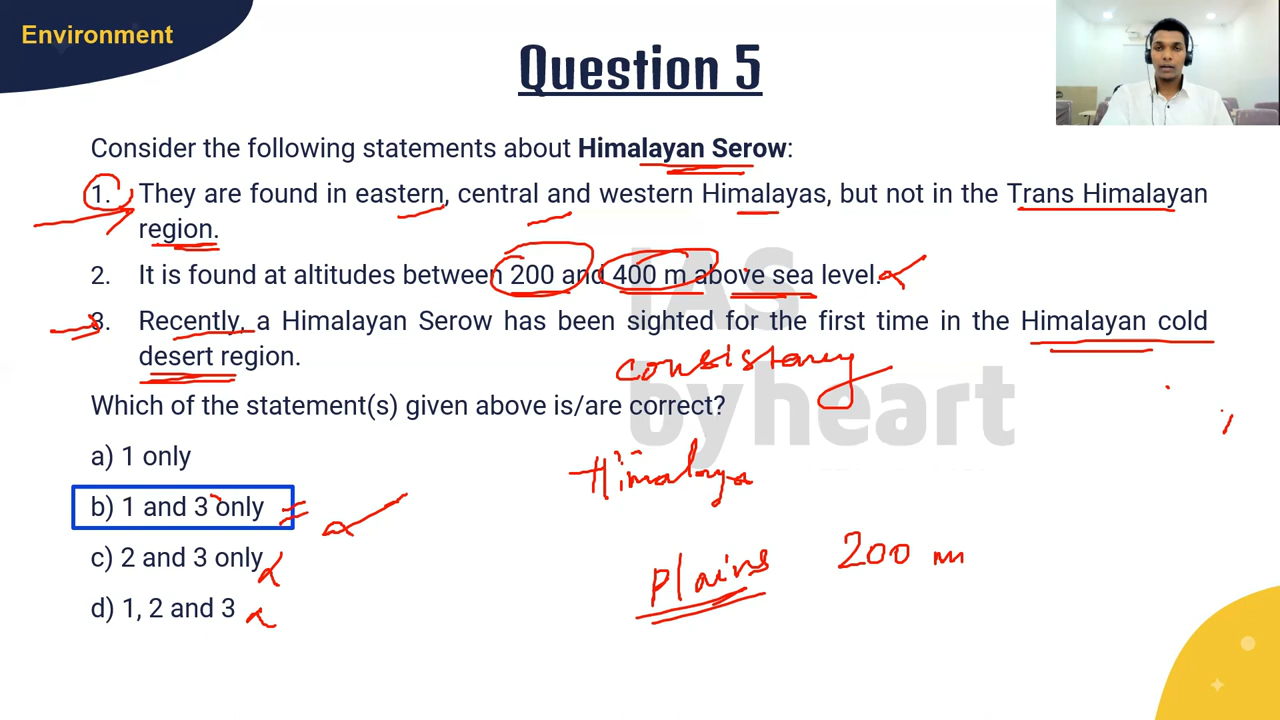 Environment
Question 5
Consider the following statements about Himalayan Serow:
1. They are found in eastern, central and western Himalayas, but not in the Trans Himalayan
region.
2. It is found at altitudes between 200 and 400 m above sea level.
3. Recently, a Himalayan Serow has been sighted for the first time in the Himalayan cold
desert region.
consistency
Which of the statement(s) given above is/are correct?
a) 1 only
b) 1 and 3 only
c) 2 and 3 only
d) 1, 2 and 3
Himalaya
Plains 200 m
IAS
byheart